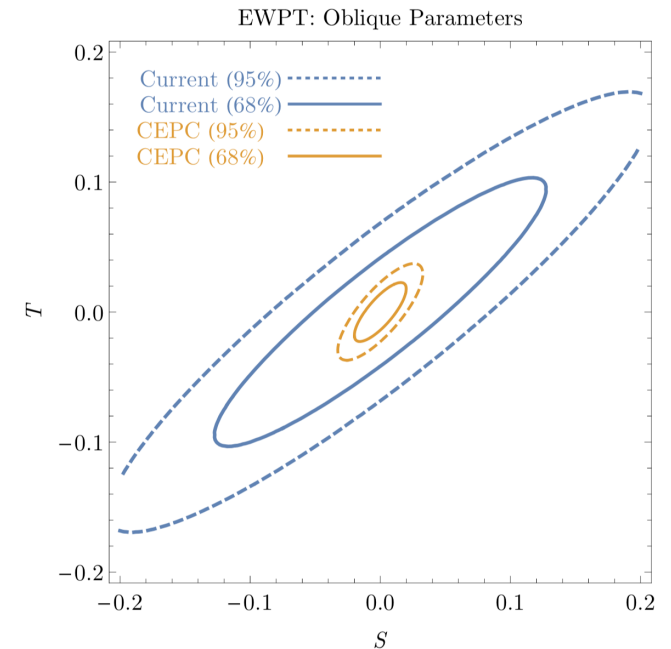 EWPT: Oblique Parameters
0.2
Current (95%)
Current (68%)
CEPC (95%)
CEPC (68%)
0.1
T
0.0
−0.1
−0.2
−0.2 −0.1 0.0 0.1 0.2
S